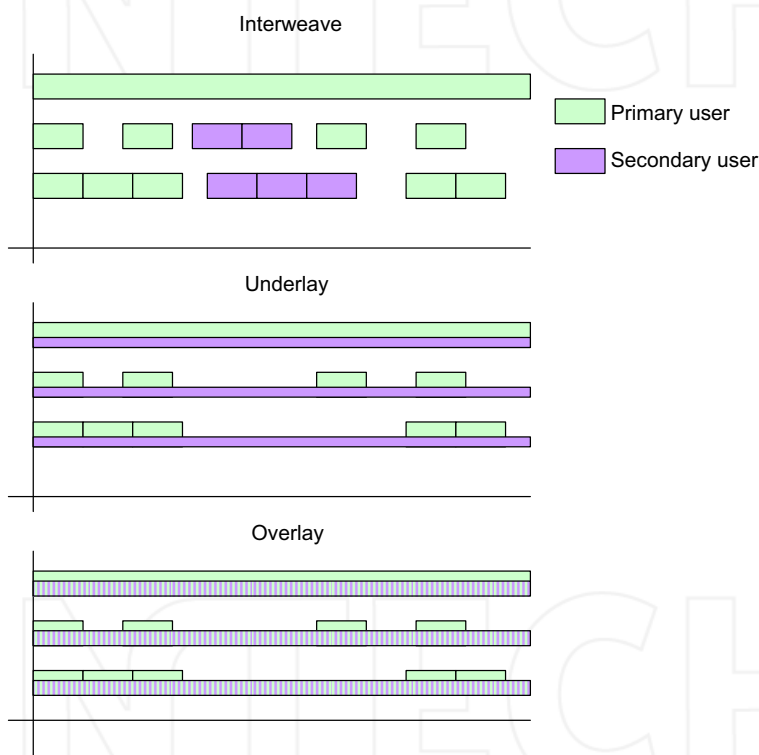 Interweave
Primary user
Secondary user
Underlay
Overlay